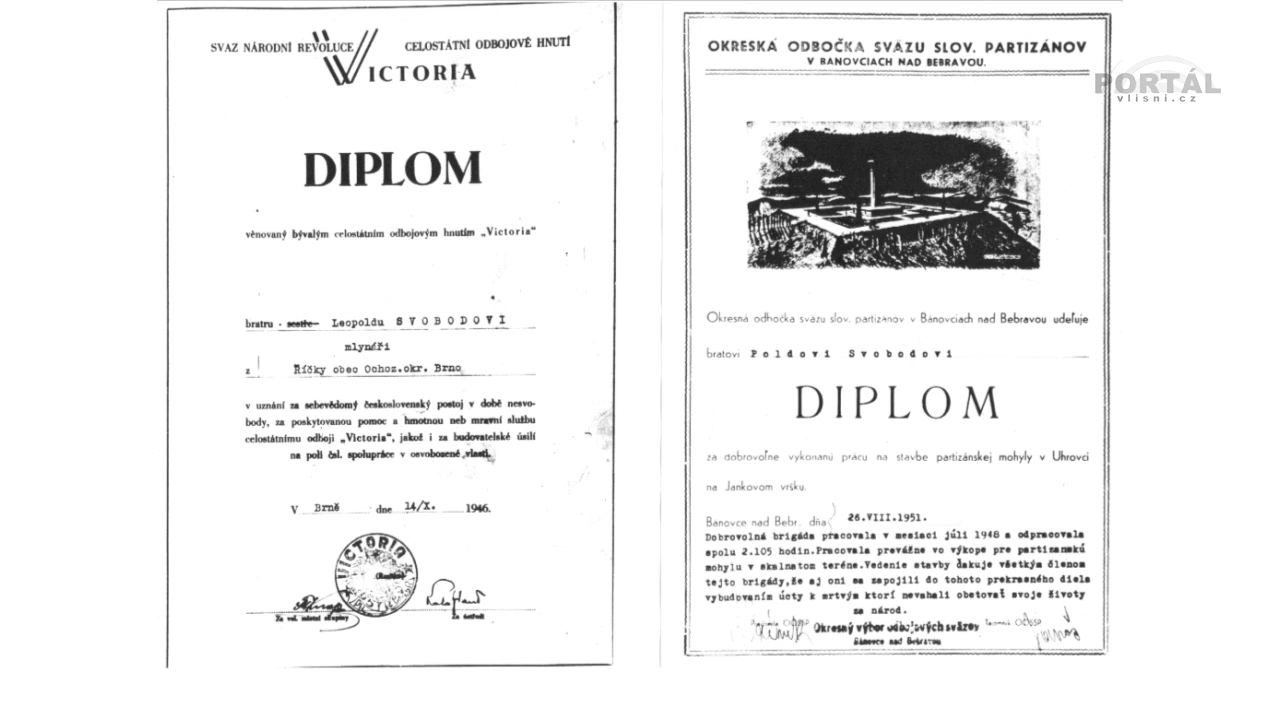 SVAZ NÁRODNÍ REVOLUCE CELOSTÁTNÍ ODBOJOVÉ HNUTÍ
VICTORIA
DIPLOM
věnovaný bývalým celostátním odbojovým hnutím „Victoria“
bratru - sestře- Leopoldu SVOBODOVI
mlynáři
z Říčky obec Ochoz.okr. Brno
v uznání za sebevědomý československý postoj v době nesvo-
body, za poskytovanou pomoc a hmotnou neb mravní službu
celostátnímu odboji „Victoria“, jakož i za budovatelské úsilí
na poli čsl. spolupráce v osvobozené vlasti.
V Brně dne 14/X. 1946.
VICTORIA
Za vel. místní skupiny Za ústředí
OKRESKÁ ODBOČKA SVÄZU SLOV. PARTIZÁNOV
V BANOVCIACH NAD BEBRAVOU.
Okresná odbočka sväzu slov. partizánov v Bánovciach nad Bebravou udeľuje
bratovi Poldovi Svobodovi
DIPLOM
za dobrovoľne vykonanú prácu na stavbe partizánskej mohyly v Uhrovci
na Jankovom vŕšku.
Bánovce nad Bebr. dňa 26.VIII.1951.
Dobrovolná brigáda pracovala v mesiaci júli 1948 a odpracovala
spolu 2.105 hodin.Pracovala prevážne vo výkope pre partizanskú
mohylu v skalnatom teréne.Vedenie stavby ďakuje všetkým členom
tejto brigády,že aj oni sa zapojili do tohoto prekrasného diela
vybudovaním úcty k mrtvým ktorí neváhali obetovať svoje životy
za národ.
Okresný výbor odbojových sväzov
Bánovce nad Bebravou
PORTÁL
vlisni.cz